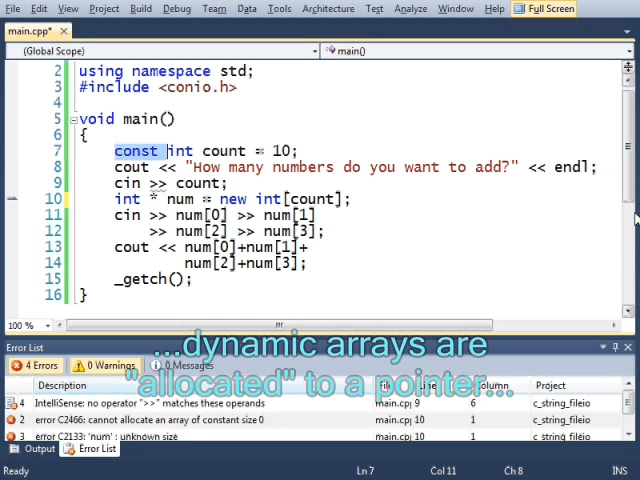 File Edit View Project Build Debug Team Data Tools Architecture Test Analyze Window Help Full Screen
main.cpp* ×
(Global Scope) main()
2 using namespace std;
3 #include <conio.h>
4
5 void main()
6 {
7 const int count = 10;
8 cout << "How many numbers do you want to add?" << endl;
9 cin >> count;
10 int * num = new int[count];
11 cin >> num[0] >> num[1]
12 >> num[2] >> num[3];
13 cout << num[0]+num[1]+
14 num[2]+num[3];
15 _getch();
16 }
100 %
...dynamic arrays are
"allocated" to a pointer...
Error List
4 Errors 0 Warnings 0 Messages
Description File Line Column Project
4 IntelliSense: no operator ">>" matches these operands main.cpp 9 6 c_string_fileio
2 error C2466: cannot allocate an array of constant size 0 main.cpp 10 1 c_string_fileio
3 error C2133: 'num' : unknown size main.cpp 10 1 c_string_fileio
Output Error List
Ready Ln 7 Col 11 Ch 8 INS